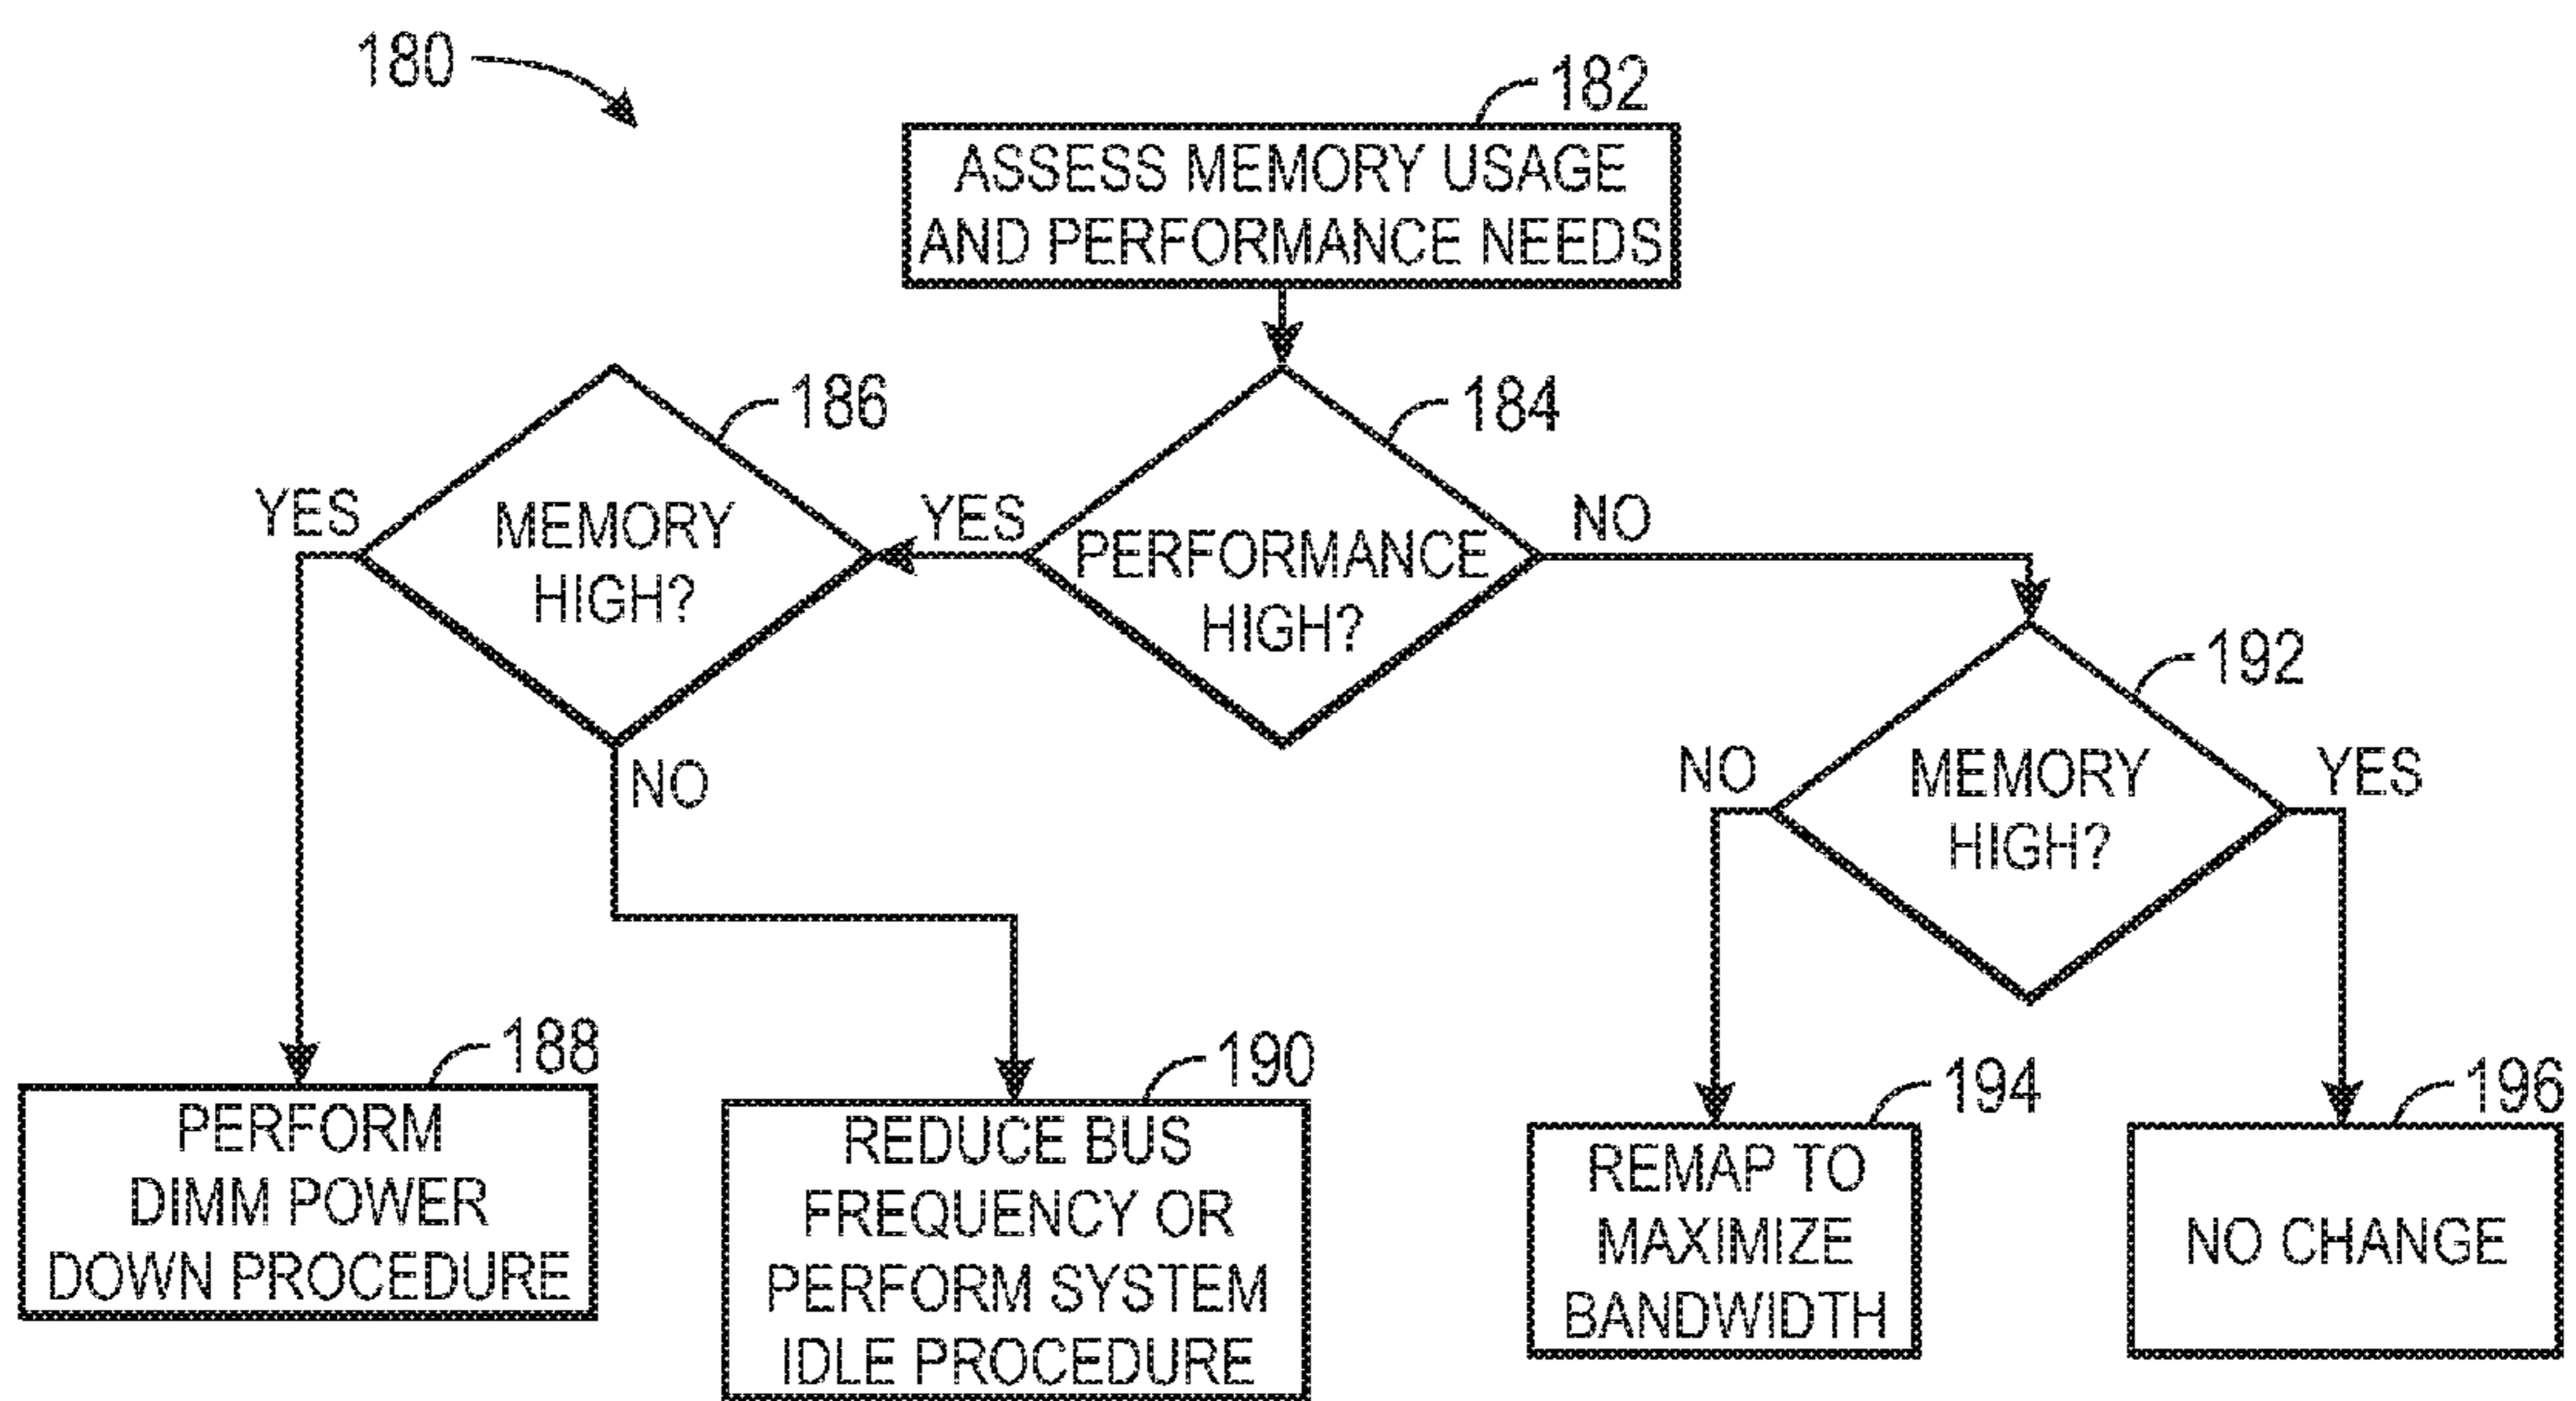 180
182
ASSESS MEMORY USAGE
AND PERFORMANCE NEEDS
186
184
YES
MEMORY
HIGH?
YES
PERFORMANCE
HIGH?
NO
192
NO
NO
MEMORY
HIGH?
YES
188
PERFORM
DIMM POWER
DOWN PROCEDURE
190
REDUCE BUS
FREQUENCY OR
PERFORM SYSTEM
IDLE PROCEDURE
194
REMAP TO
MAXIMIZE
BANDWIDTH
196
NO CHANGE